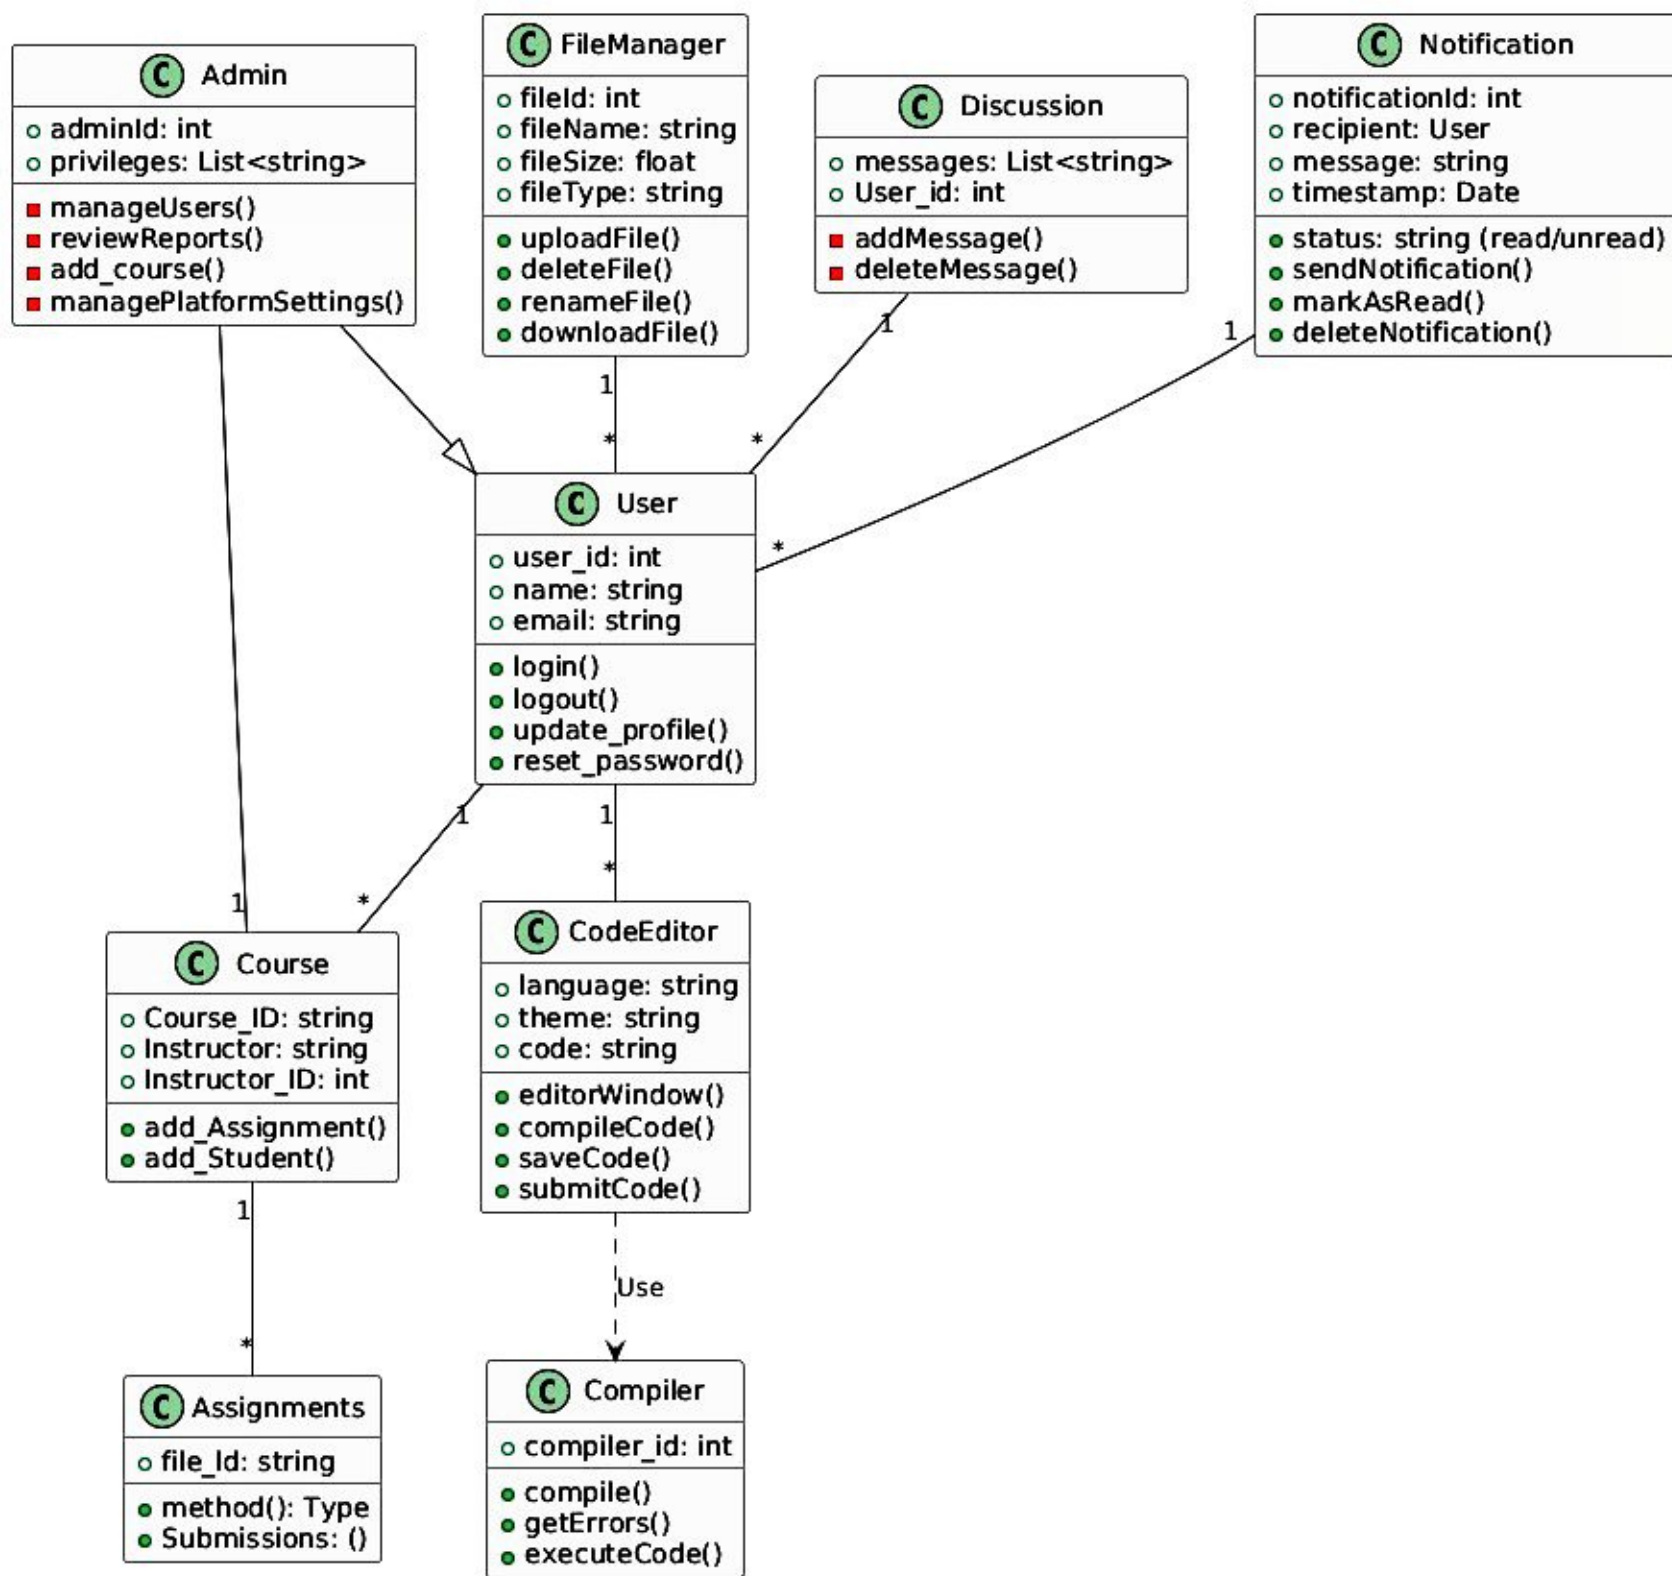 C Admin
adminId: int
privileges: List<string>
manageUsers()
reviewReports()
add_course()
managePlatformSettings()
C FileManager
fileId: int
fileName: string
fileSize: float
fileType: string
uploadFile()
deleteFile()
renameFile()
downloadFile()
C Discussion
messages: List<string>
User_id: int
addMessage()
deleteMessage()
C Notification
notificationId: int
recipient: User
message: string
timestamp: Date
status: string (read/unread)
sendNotification()
markAsRead()
deleteNotification()
1
*
1
*
1
*
C User
user_id: int
name: string
email: string
login()
logout()
update_profile()
reset_password()
1
1
*
1
*
C Course
Course_ID: string
Instructor: string
Instructor_ID: int
add_Assignment()
add_Student()
C CodeEditor
language: string
theme: string
code: string
editorWindow()
compileCode()
saveCode()
submitCode()
1
*
Use
C Assignments
file_Id: string
method(): Type
Submissions: ()
C Compiler
compiler_id: int
compile()
getErrors()
executeCode()